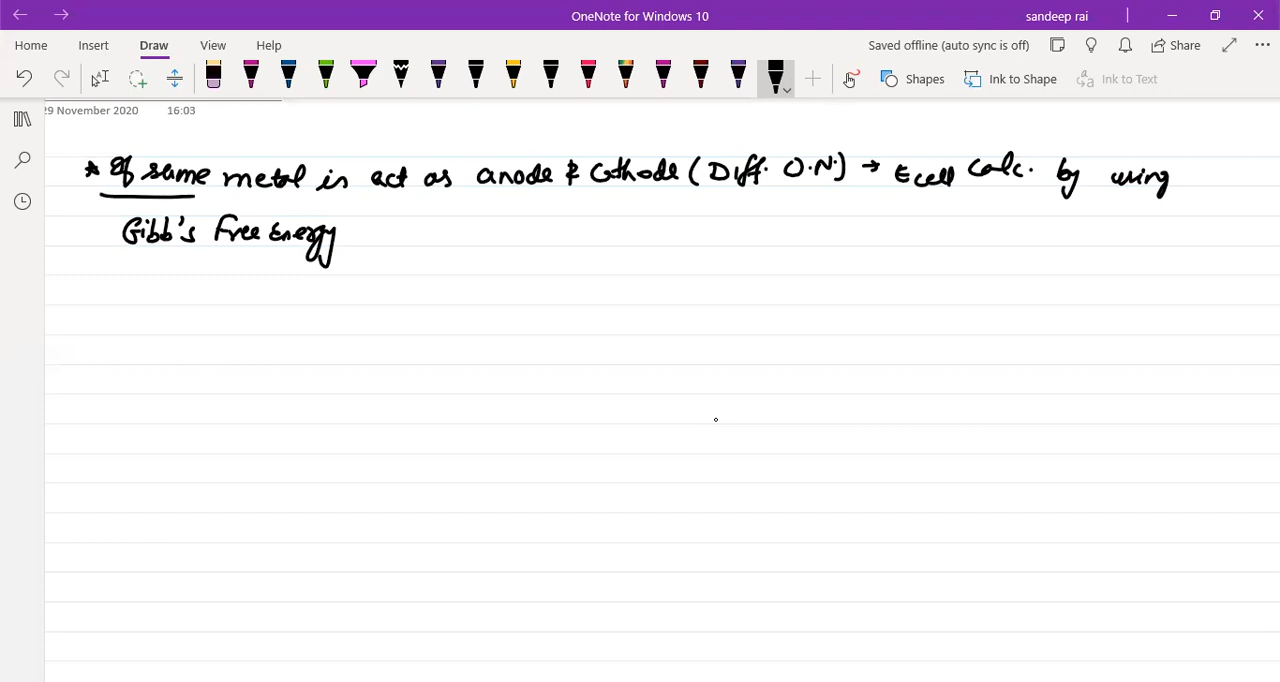 OneNote for Windows 10
sandeep rai
Home Insert Draw View Help
Saved offline (auto sync is off) Share
Shapes Ink to Shape Ink to Text
29 November 2020 16:03
* If same metal is act as anode & Cathode (Diff. O.N.) → Ecell Calc. by using
Gibb's Free Energy